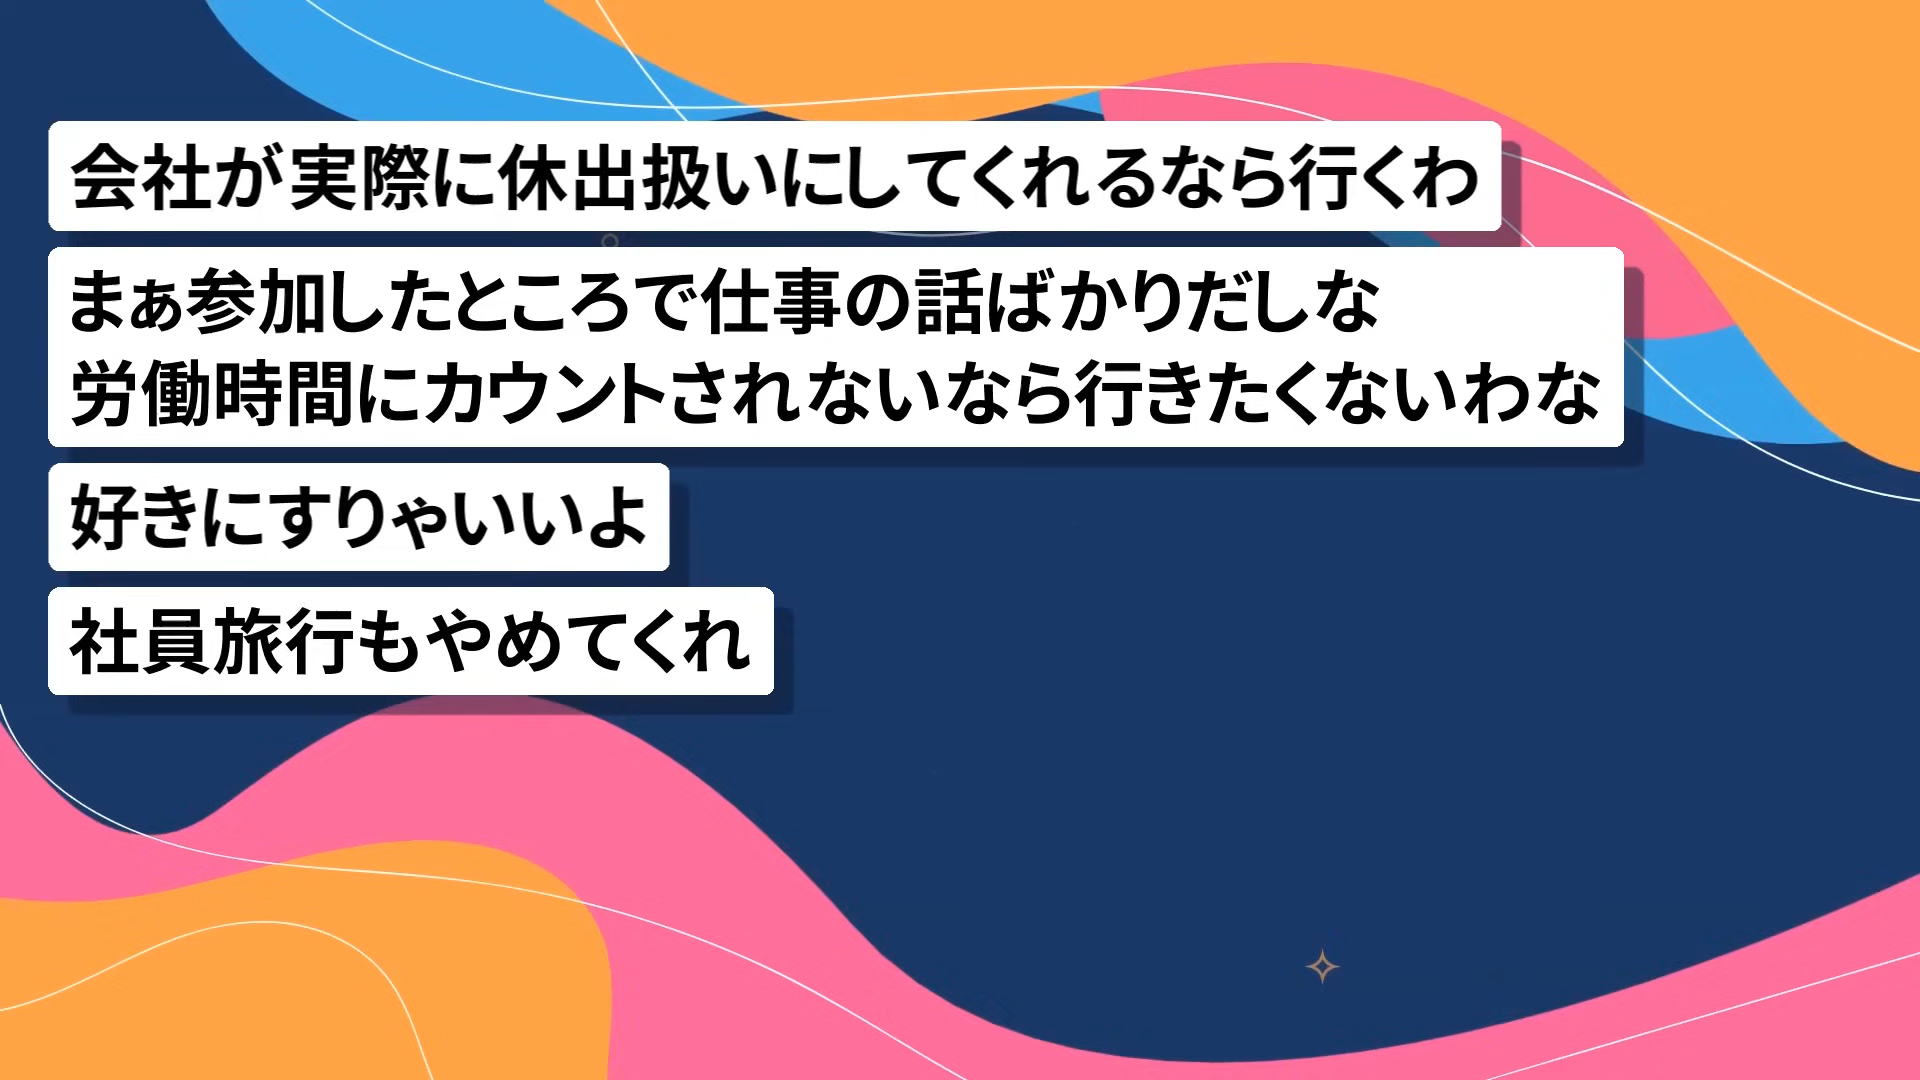 会社が実際に休出扱いにしてくれるなら行くわ
まぁ参加したところで仕事の話ばかりだしな
労働時間にカウントされないなら行きたくないわな
好きにすりゃいいよ
社員旅行もやめてくれ